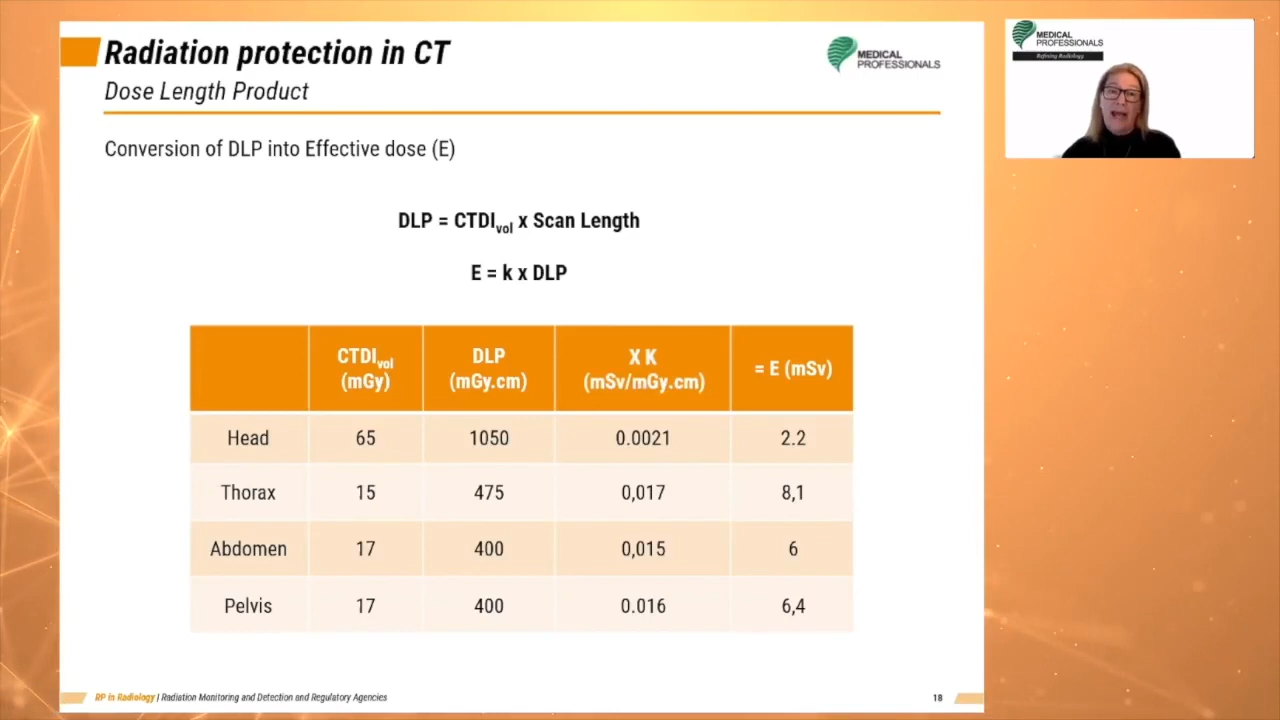 Radiation protection in CT
Dose Length Product
MEDICAL
PROFESSIONALS
MEDICAL
PROFESSIONALS
Refining Radiology
Conversion of DLP into Effective dose (E)
DLP = CTDIvol x Scan Length
E = k x DLP
CTDIvol (mGy) DLP (mGy.cm) X K (mSv/mGy.cm) = E (mSv)
Head 65 1050 0.0021 2.2
Thorax 15 475 0,017 8,1
Abdomen 17 400 0,015 6
Pelvis 17 400 0.016 6,4
RP in Radiology | Radiation Monitoring and Detection and Regulatory Agencies
18